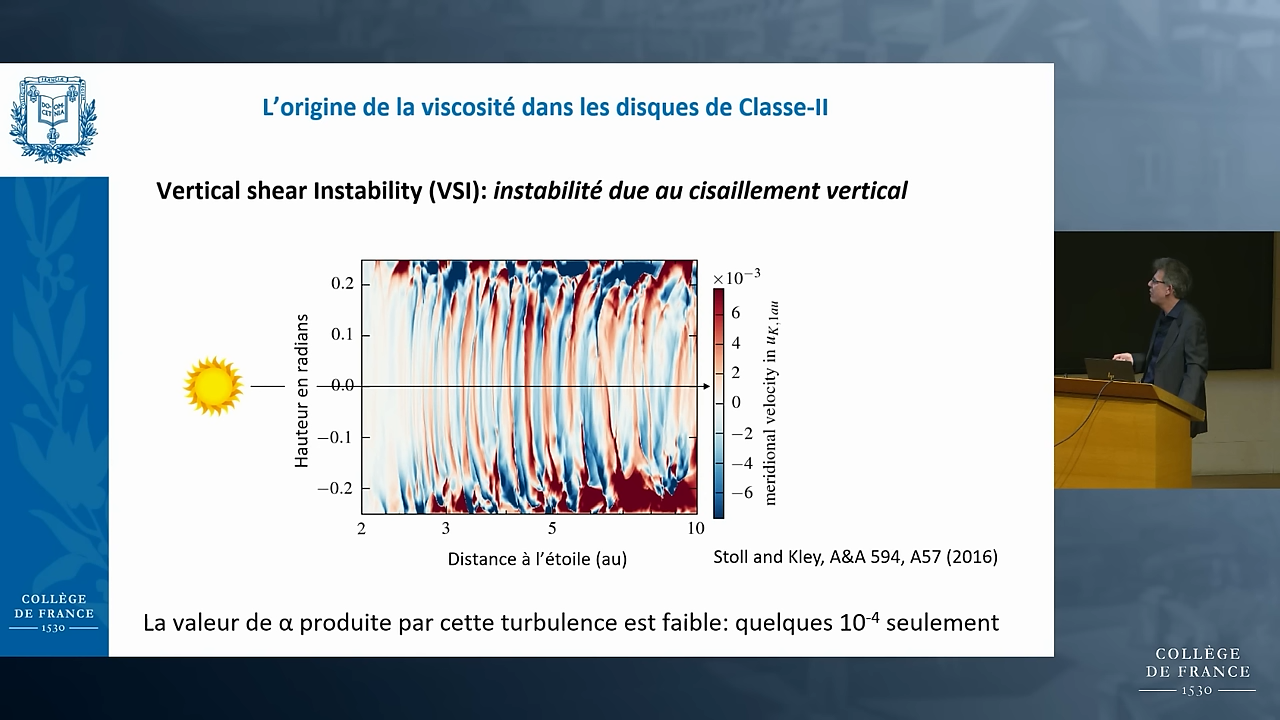 L'origine de la viscosité dans les disques de Classe-II
Vertical shear Instability (VSI): instabilité due au cisaillement vertical
×10⁻³
0.2
0.1
0.0
−0.1
−0.2
Hauteur en radians
2
3
5
10
Distance à l'étoile (au)
6
4
2
0
−2
−4
−6
meridional velocity in u_K,1au
Stoll and Kley, A&A 594, A57 (2016)
La valeur de α produite par cette turbulence est faible: quelques 10⁻⁴ seulement
COLLÈGE
DE FRANCE
1530
COLLÈGE
DE FRANCE
1530